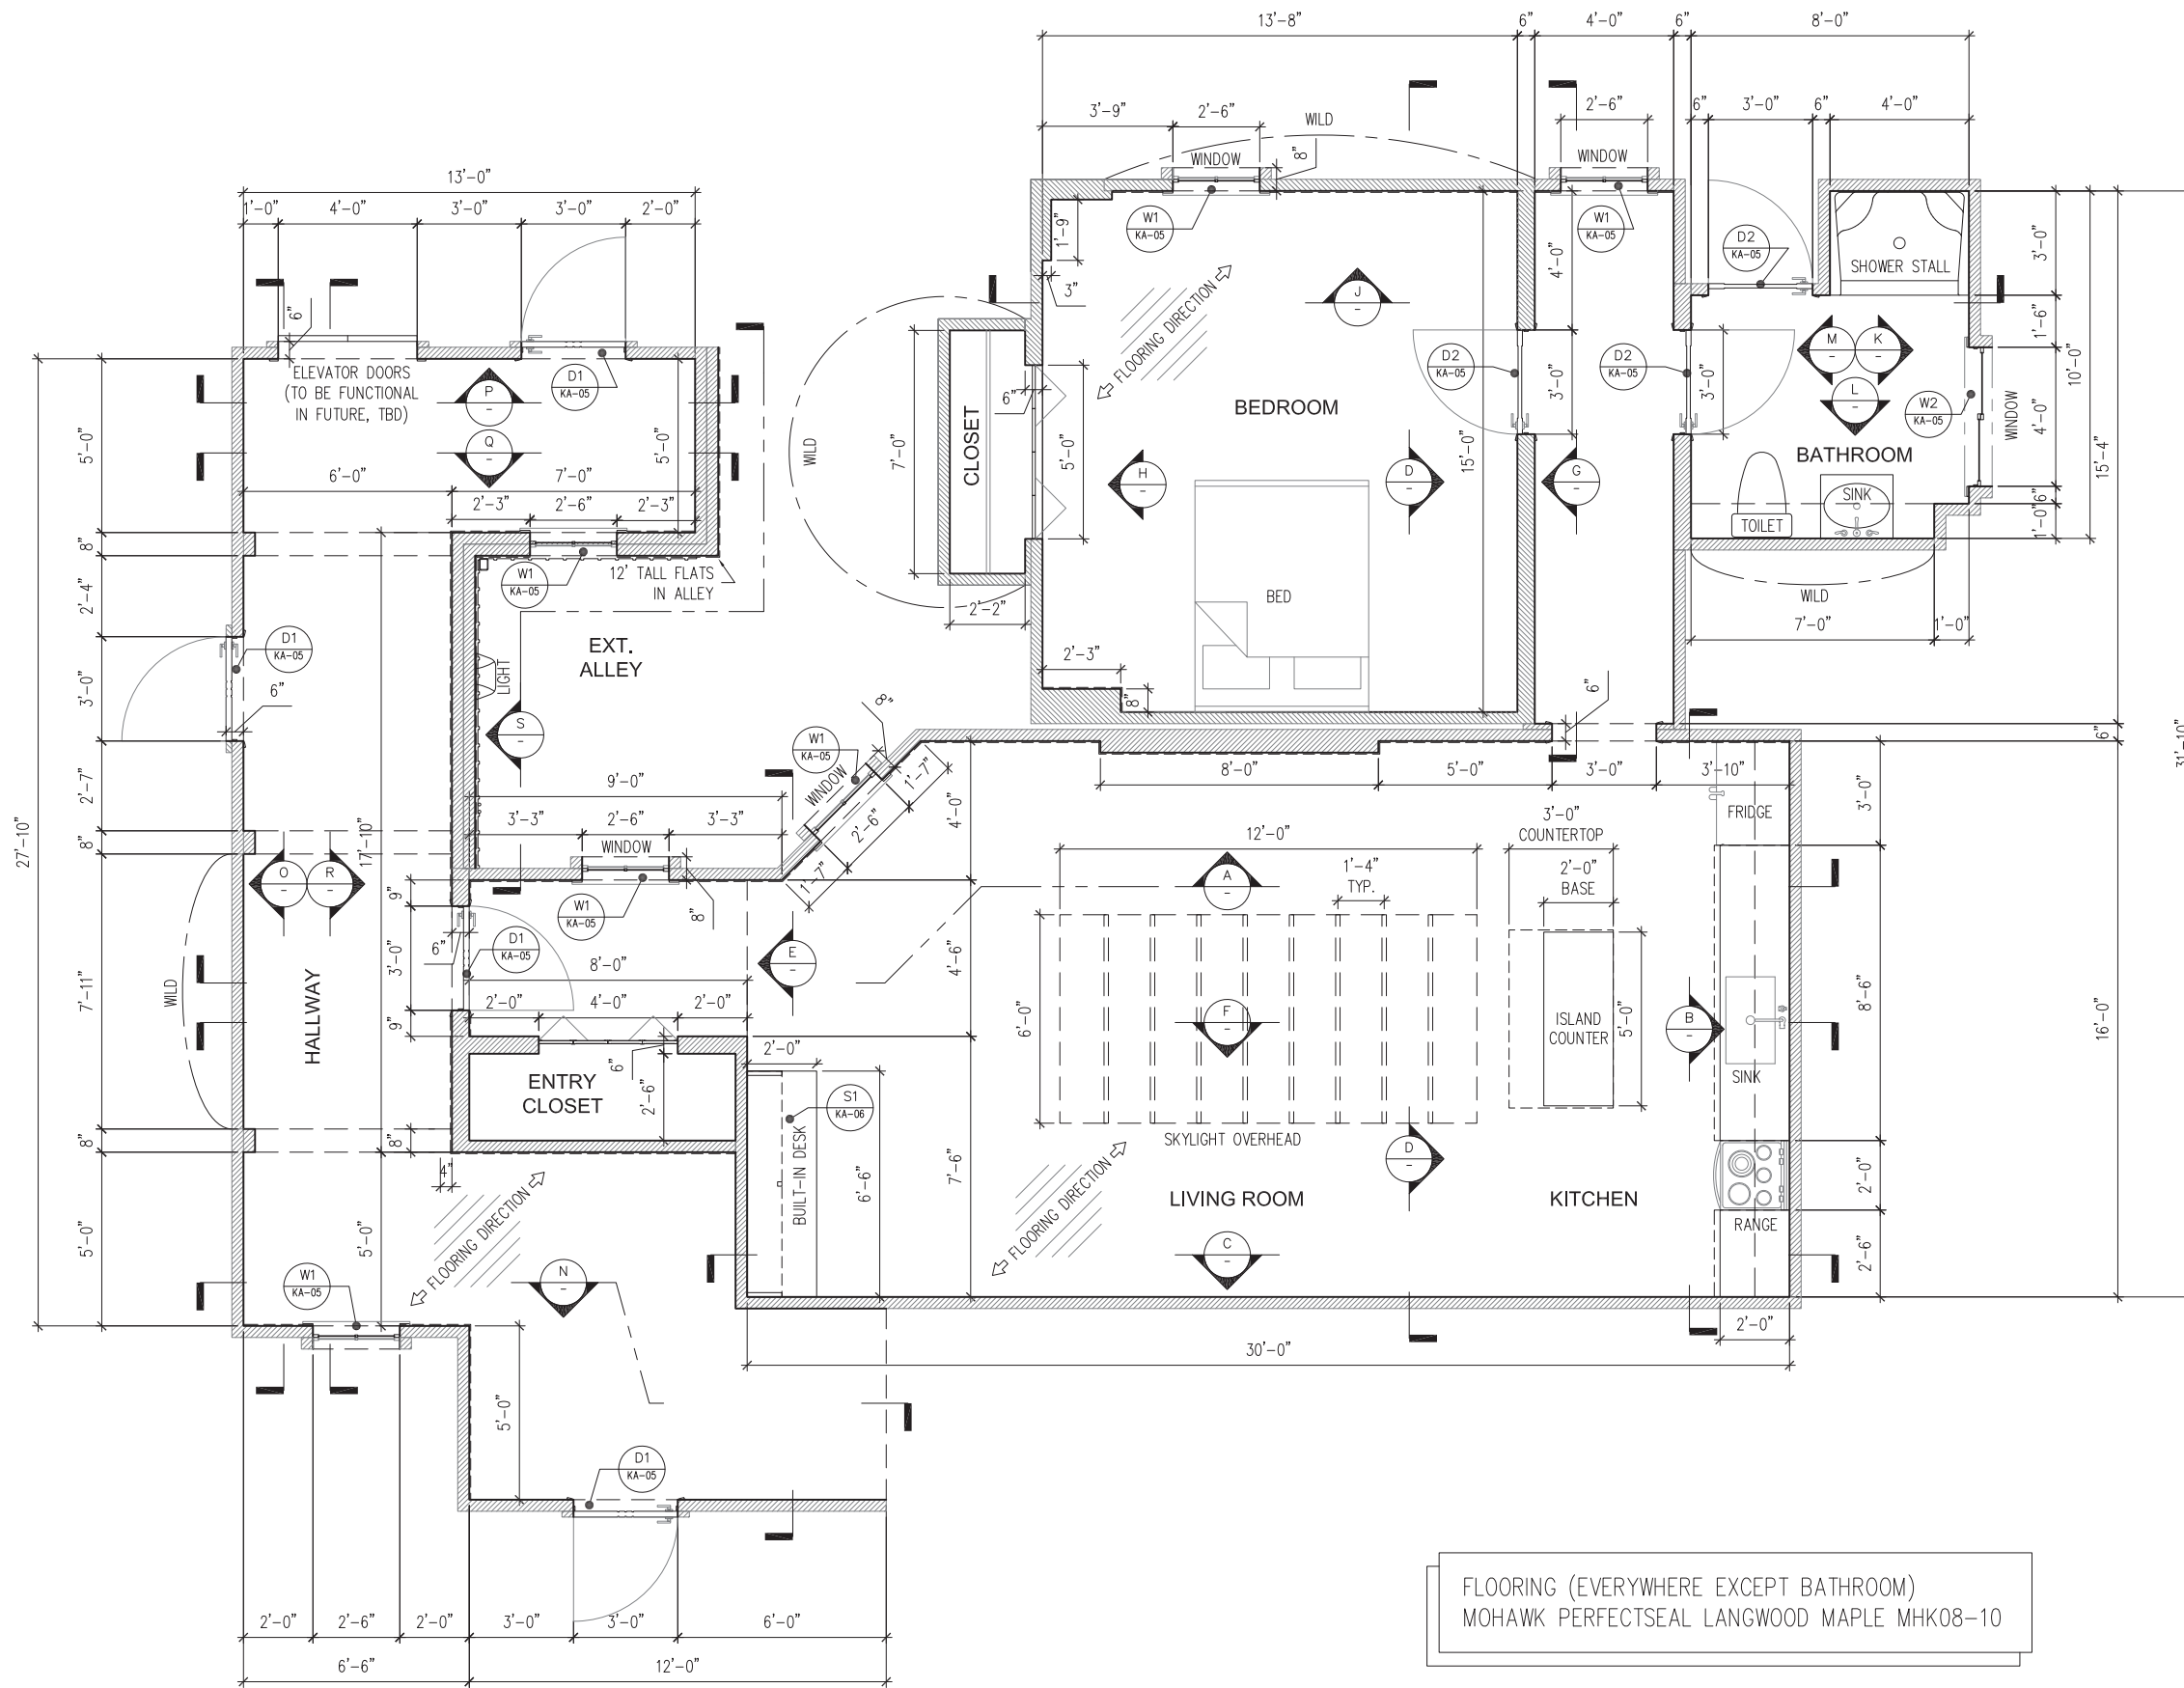 13'-8"
6"
4'-0"
6"
8'-0"
3'-9"
2'-6"
WILD
2'-6"
6"
3'-0"
6"
4'-0"
WINDOW
8"
WINDOW
13'-0"
1'-0"
4'-0"
3'-0"
3'-0"
2'-0"
W1
KA-05
1'-9"
3"
FLOORING DIRECTION
J
-
4'-0"
W1
KA-05
D2
KA-05
SHOWER STALL
3'-0"
1'-6"
10'-0"
15'-4"
31'-10"
6"
ELEVATOR DOORS
(TO BE FUNCTIONAL
IN FUTURE, TBD)
D1
KA-05
P
-
Q
-
5'-0"
5'-0"
6'-0"
7'-0"
2'-3"
2'-6"
2'-3"
WILD
7'-0"
CLOSET
6"
5'-0"
BEDROOM
D2
KA-05
3'-0"
D2
KA-05
3'-0"
M
-
K
-
L
-
W2
KA-05
WINDOW
4'-0"
BATHROOM
H
-
D
-
15'-0"
G
-
TOILET
SINK
1'-0"
6"
8"
W1
KA-05
12' TALL FLATS
IN ALLEY
2'-4"
2'-2"
BED
WILD
7'-0"
1'-0"
D1
KA-05
6"
3'-0"
EXT.
ALLEY
LIGHT
S
-
2'-3"
8"
6"
6"
27'-10"
2'-7"
8"
17'-10"
W1
KA-05
WINDOW
8"
1'-7"
2'-6"
1'-7"
9'-0"
3'-3"
2'-6"
3'-3"
WINDOW
4'-0"
8'-0"
5'-0"
3'-0"
3'-10"
FRIDGE
3'-0"
12'-0"
3'-0"
COUNTERTOP
1'-4"
TYP.
2'-0"
BASE
O
-
R
-
9"
W1
KA-05
8"
A
-
6"
3'-0"
D1
KA-05
8'-0"
E
-
4'-6"
7'-11"
WILD
HALLWAY
2'-0"
4'-0"
2'-0"
9"
6'-0"
F
-
ISLAND
COUNTER
5'-0"
B
-
SINK
8'-6"
16'-0"
ENTRY
CLOSET
6"
2'-6"
2'-0"
S1
KA-06
BUILT-IN DESK
6'-6"
7'-6"
SKYLIGHT OVERHEAD
8"
8"
4"
D
-
2'-0"
RANGE
FLOORING DIRECTION
5'-0"
5'-0"
FLOORING DIRECTION
LIVING ROOM
KITCHEN
C
-
2'-6"
W1
KA-05
N
-
2'-0"
30'-0"
5'-0"
D1
KA-05
2'-0"
2'-6"
2'-0"
3'-0"
3'-0"
6'-0"
6'-6"
12'-0"
FLOORING (EVERYWHERE EXCEPT BATHROOM)
MOHAWK PERFECTSEAL LANGWOOD MAPLE MHK08-10